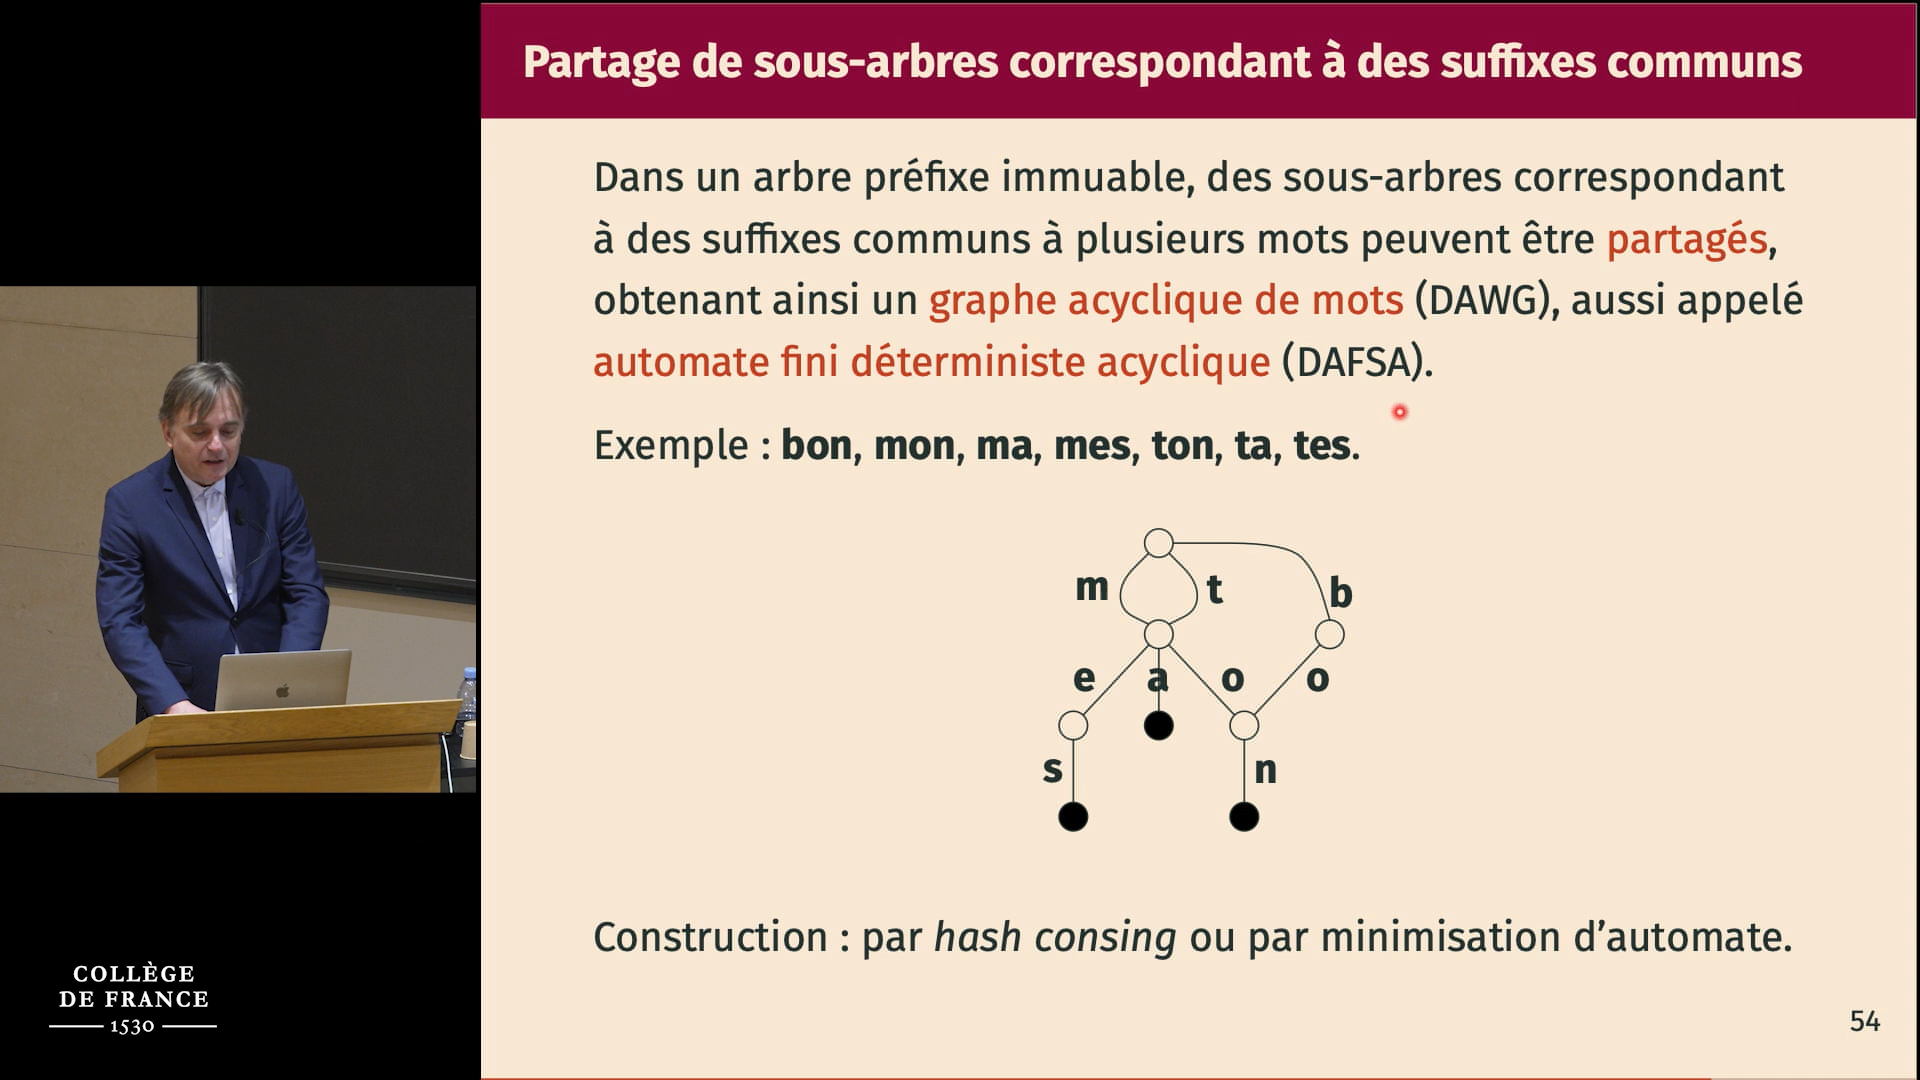 Partage de sous-arbres correspondant à des suffixes communs
Dans un arbre préfixe immuable, des sous-arbres correspondant
à des suffixes communs à plusieurs mots peuvent être partagés,
obtenant ainsi un graphe acyclique de mots (DAWG), aussi appelé
automate fini déterministe acyclique (DAFSA).
Exemple : bon, mon, ma, mes, ton, ta, tes.
m t b
e a o o
s n
Construction : par hash consing ou par minimisation d’automate.
54
COLLÈGE
DE FRANCE
1530